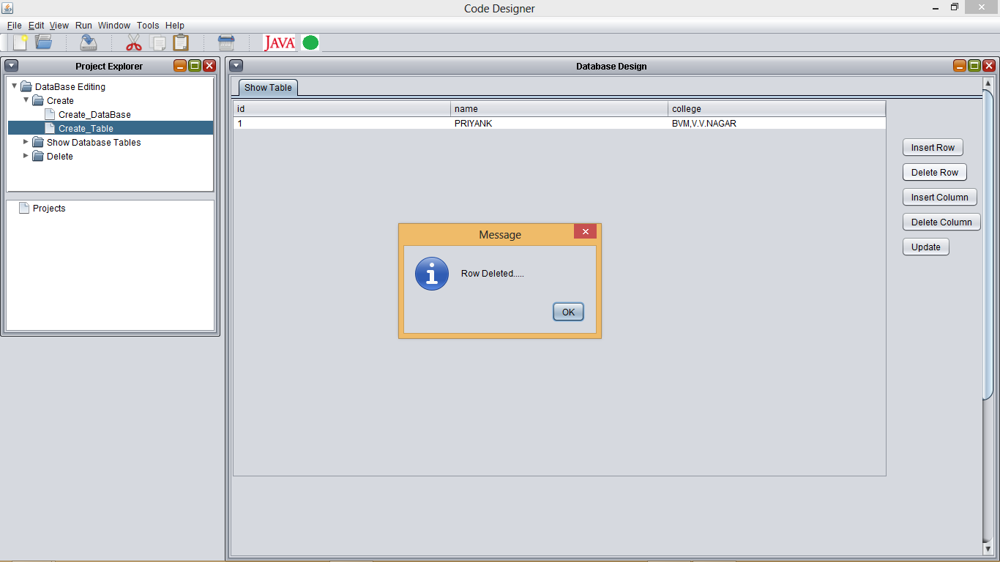 Code Designer
File Edit View Run Window Tools Help
JAVA
Project Explorer
DataBase Editing
Create
Create_DataBase
Create_Table
Show Database Tables
Delete
Projects
Database Design
Show Table
id name college
1 PRIYANK BVM,V.V.NAGAR
Insert Row
Delete Row
Insert Column
Delete Column
Update
Message
Row Deleted.....
OK